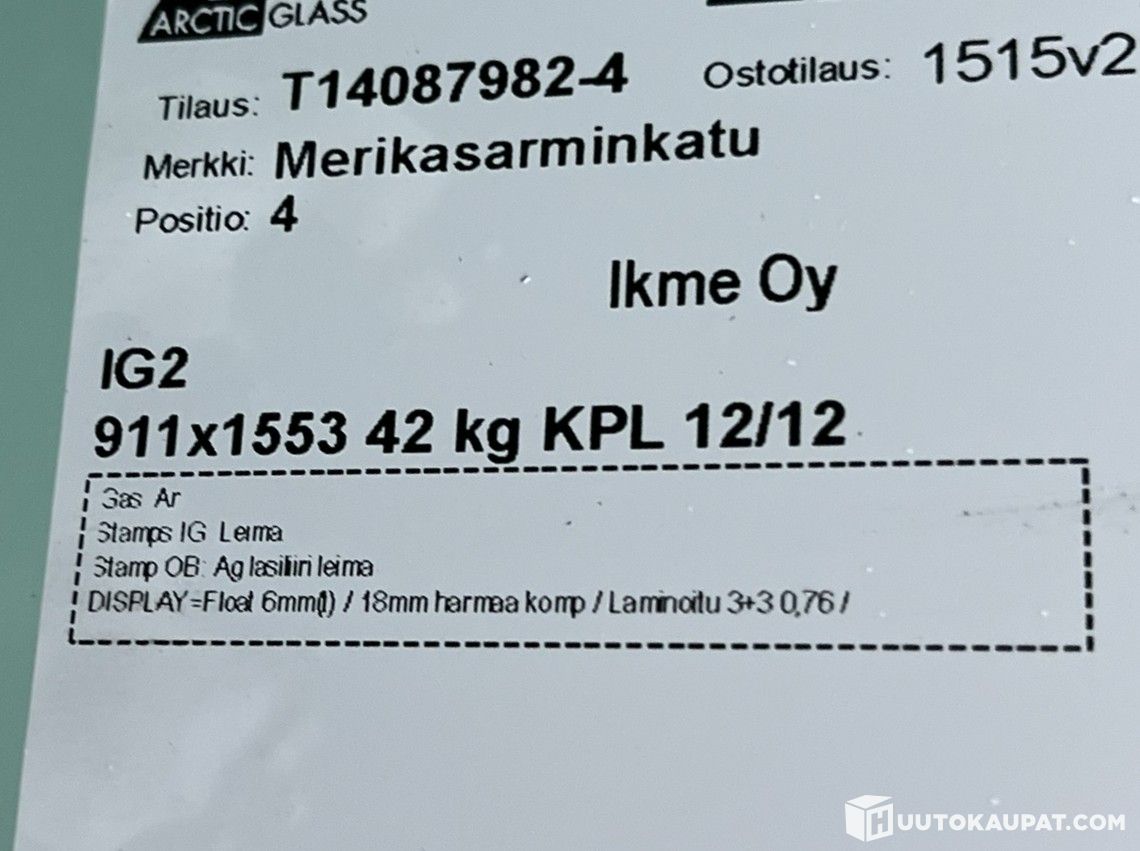 ARCTIC GLASS
Tilaus: T14087982-4 Ostotilaus: 1515v2
Merkki: Merikasarminkatu
Positio: 4
Ikme Oy
IG2
911x1553 42 kg KPL 12/12
Gas Ar
Stamps IG Leima
Stamp OB: Ag lasiliiri leima
DISPLAY=Float 6mm(l) / 18mm harmaa komp / Laminoitu 3+3 0,76 /
HUUTOKAUPAT.COM